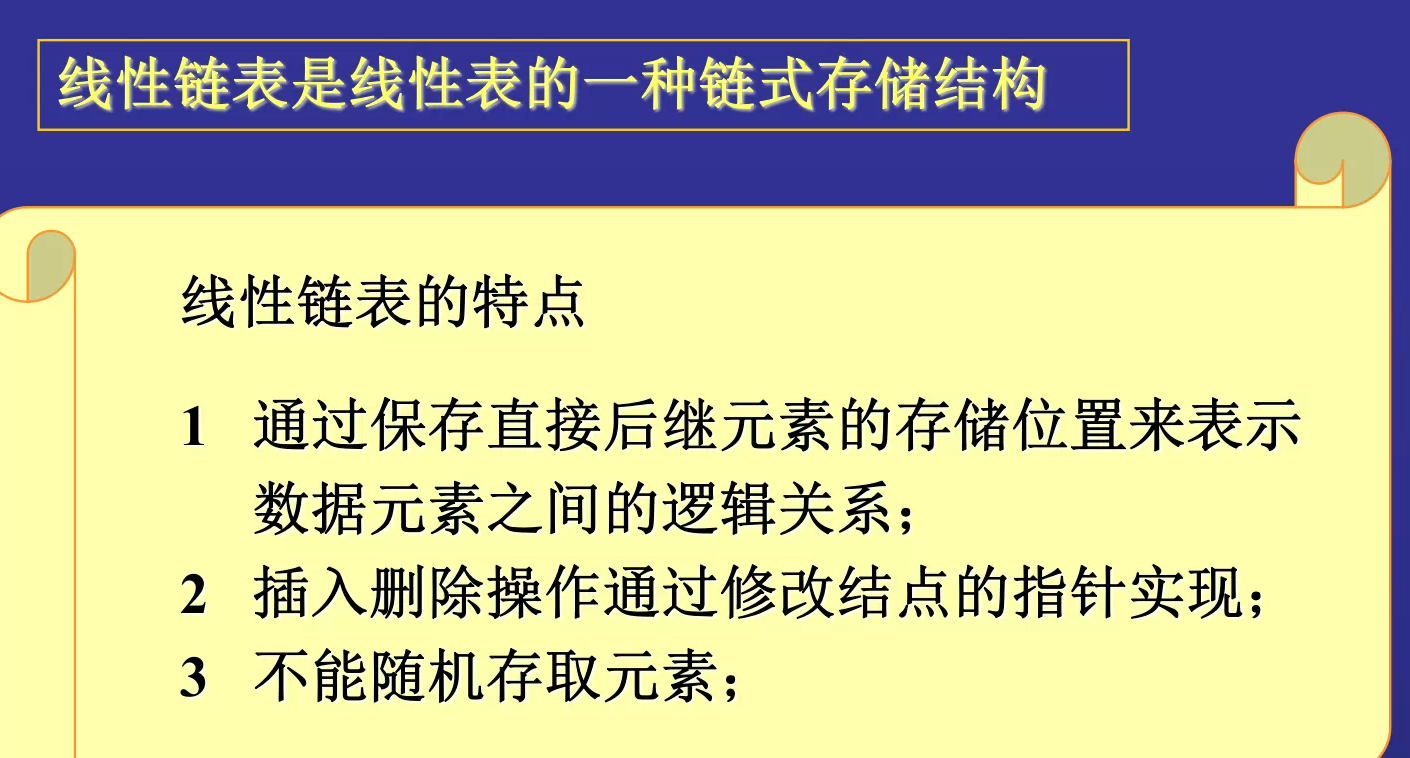 线性链表是线性表的一种链式存储结构
线性链表的特点
1 通过保存直接后继元素的存储位置来表示
数据元素之间的逻辑关系；
2 插入删除操作通过修改结点的指针实现；
3 不能随机存取元素；